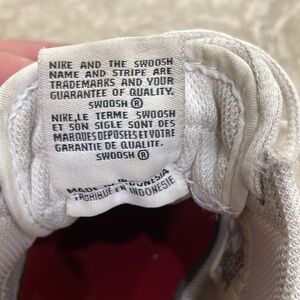 NIKE AND THE SWOOSH
NAME AND STRIPE ARE
TRADEMARKS AND YOUR
GUARANTEE OF QUALITY.
SWOOSH ®
NIKE,LE TERME SWOOSH
ET SON SIGLE SONT DES
MARQUES DEPOSÉES ET VOTRE
GARANTIE DE QUALITE.
SWOOSH ®
MADE IN INDONESIA
FABRIQUE EN INDONESIE